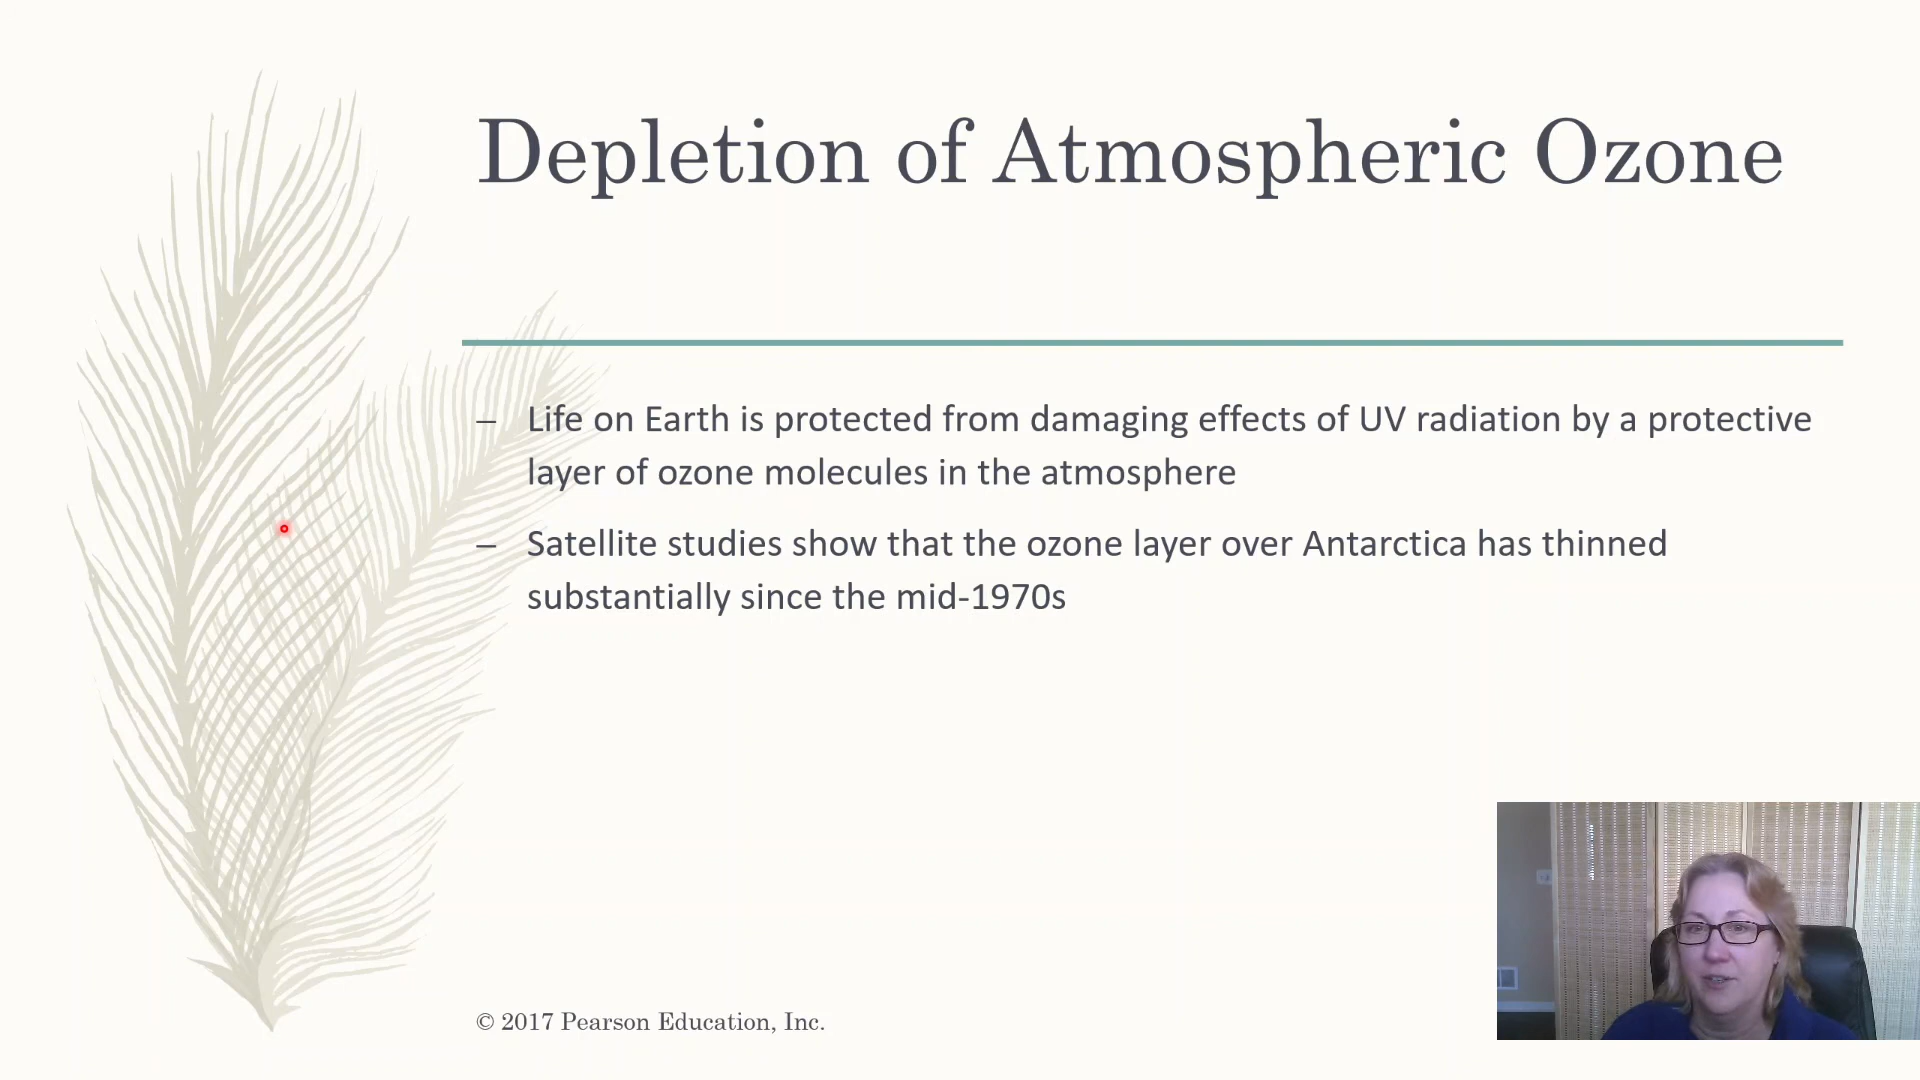 Depletion of Atmospheric Ozone
– Life on Earth is protected from damaging effects of UV radiation by a protective
layer of ozone molecules in the atmosphere
– Satellite studies show that the ozone layer over Antarctica has thinned
substantially since the mid-1970s
© 2017 Pearson Education, Inc.